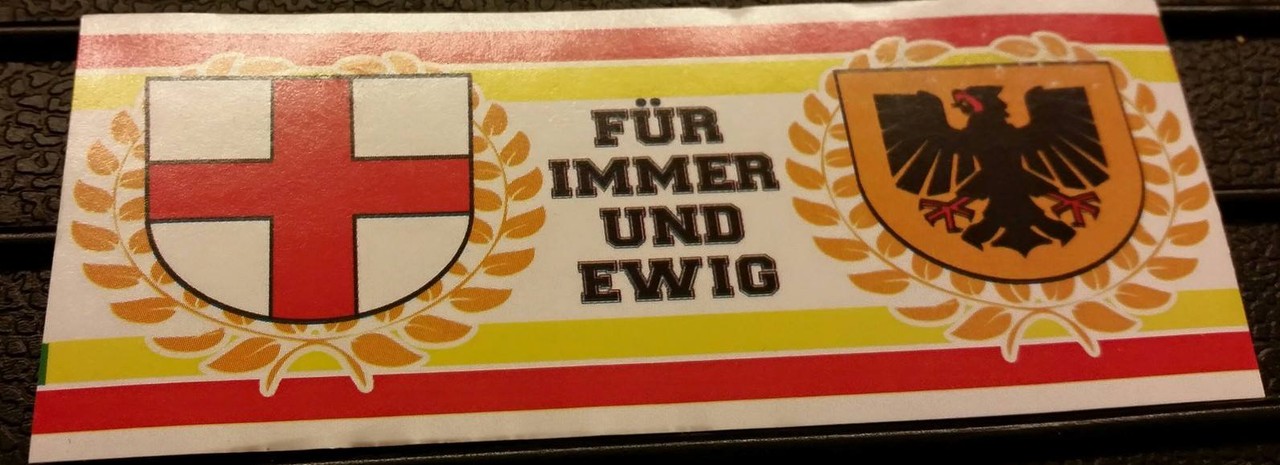 FÜR
IMMER
UND
EWIG